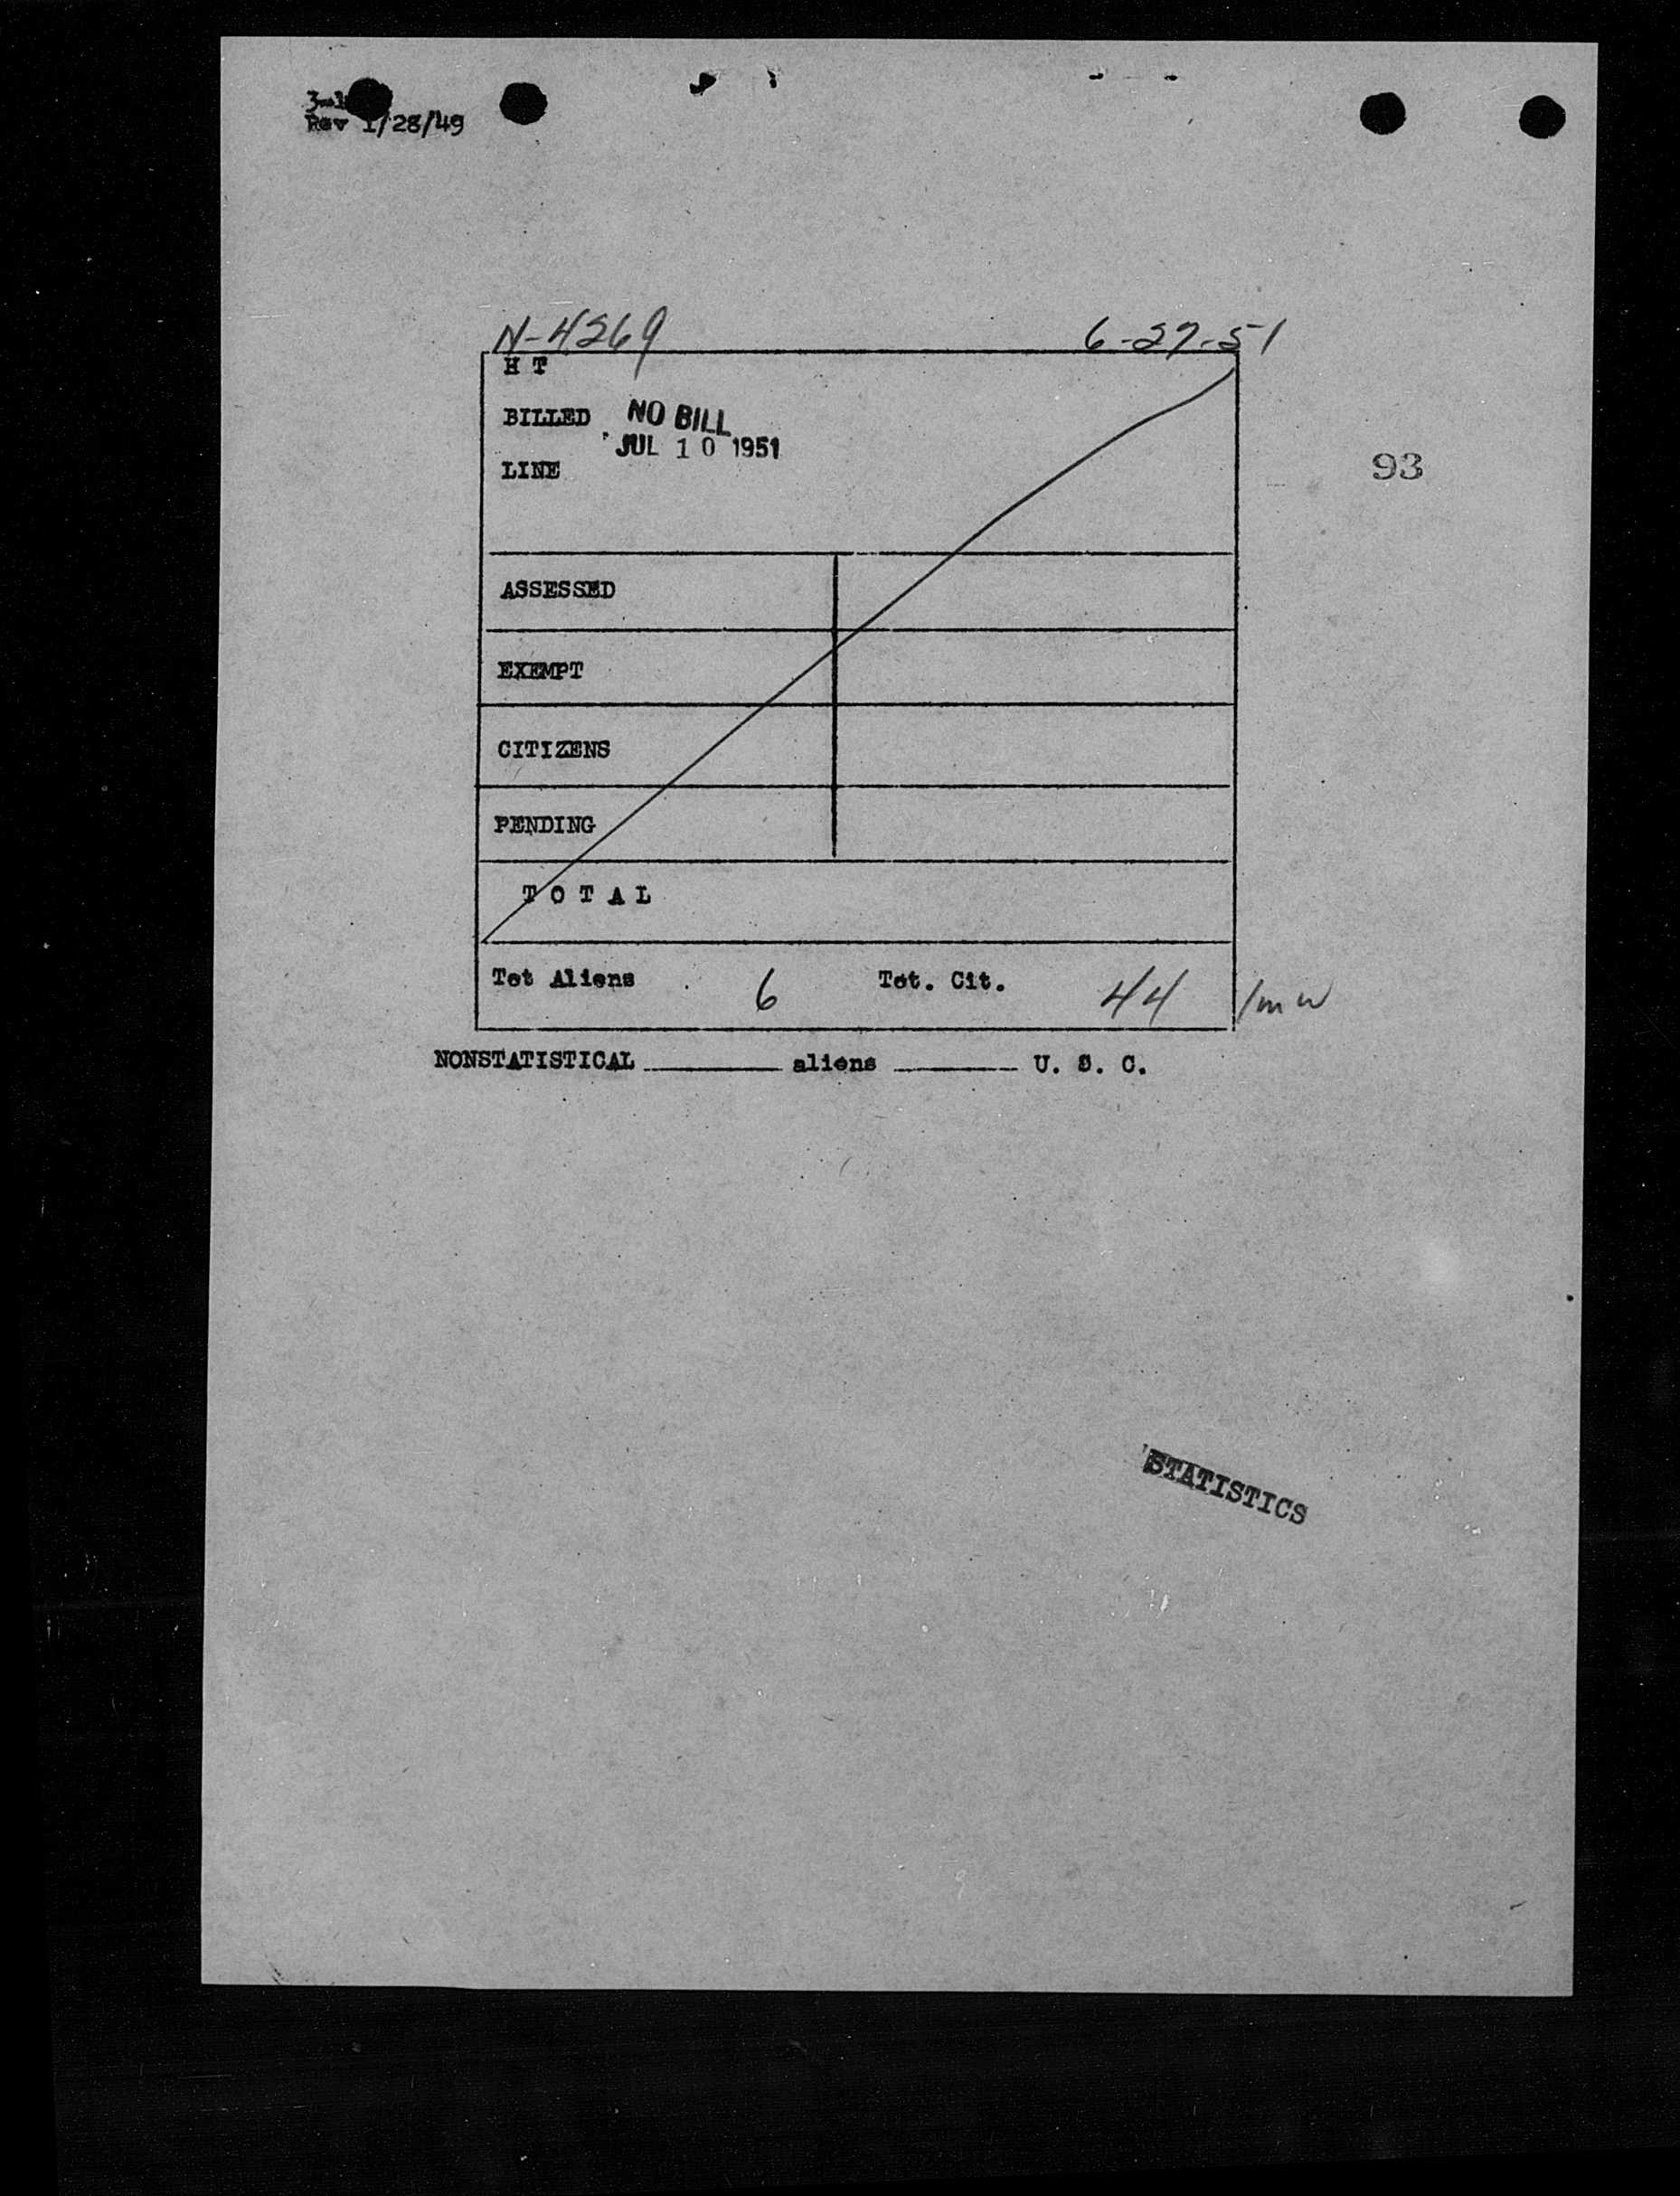 Rev 1/28/49
N-4269 6-27-51
H T
BILLED NO BILL
JUL 10 1951
LINE
93
ASSESSED
EXEMPT
CITIZENS
PENDING
T O T A L
Tot Aliens 6 Tot. Cit. 44 /mw
NONSTATISTICAL aliens U. S. C.
STATISTICS